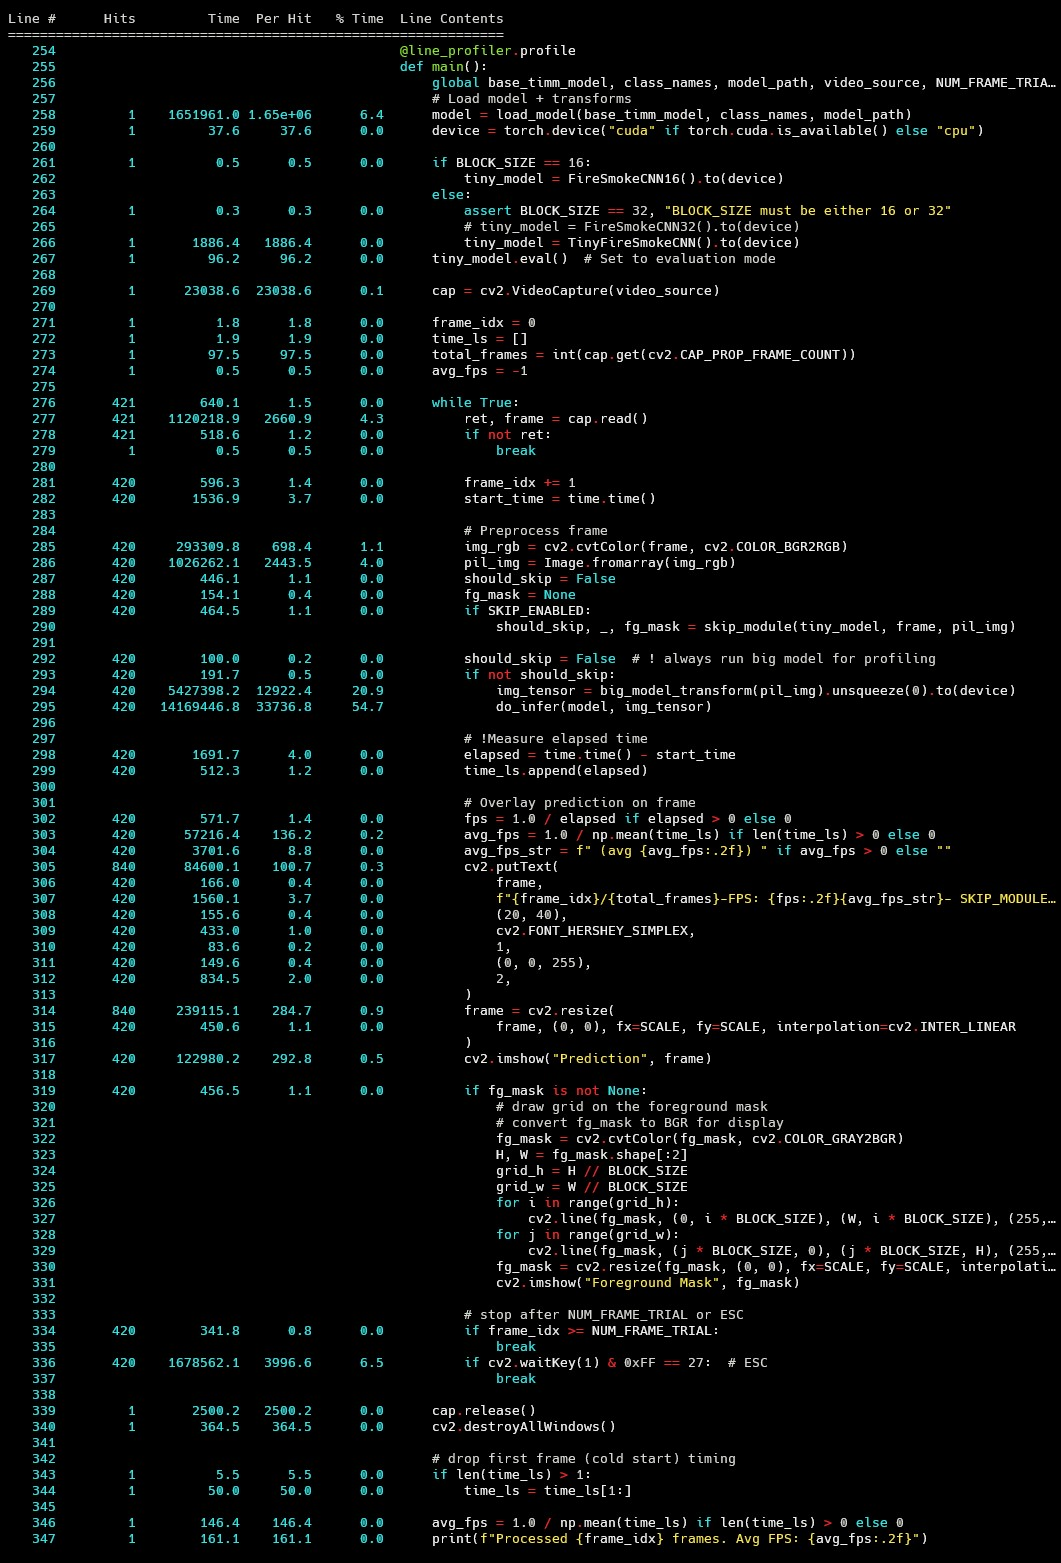 Line #      Hits         Time  Per Hit   % Time  Line Contents
==============================================================
   254                                           @line_profiler.profile
   255                                           def main():
   256                                               global base_timm_model, class_names, model_path, video_source, NUM_FRAME_TRIA…
   257                                               # Load model + transforms
   258         1    1651961.0 1.65e+06      6.4      model = load_model(base_timm_model, class_names, model_path)
   259         1         37.6     37.6      0.0      device = torch.device("cuda" if torch.cuda.is_available() else "cpu")
   260
   261         1          0.5      0.5      0.0      if BLOCK_SIZE == 16:
   262                                                   tiny_model = FireSmokeCNN16().to(device)
   263                                               else:
   264         1          0.3      0.3      0.0          assert BLOCK_SIZE == 32, "BLOCK_SIZE must be either 16 or 32"
   265                                                   # tiny_model = FireSmokeCNN32().to(device)
   266         1       1886.4   1886.4      0.0          tiny_model = TinyFireSmokeCNN().to(device)
   267         1         96.2     96.2      0.0      tiny_model.eval()  # Set to evaluation mode
   268
   269         1      23038.6  23038.6      0.1      cap = cv2.VideoCapture(video_source)
   270
   271         1          1.8      1.8      0.0      frame_idx = 0
   272         1          1.9      1.9      0.0      time_ls = []
   273         1         97.5     97.5      0.0      total_frames = int(cap.get(cv2.CAP_PROP_FRAME_COUNT))
   274         1          0.5      0.5      0.0      avg_fps = -1
   275
   276       421        640.1      1.5      0.0      while True:
   277       421    1120218.9   2660.9      4.3          ret, frame = cap.read()
   278       421        518.6      1.2      0.0          if not ret:
   279         1          0.5      0.5      0.0              break
   280
   281       420        596.3      1.4      0.0          frame_idx += 1
   282       420       1536.9      3.7      0.0          start_time = time.time()
   283
   284                                                   # Preprocess frame
   285       420     293309.8    698.4      1.1          img_rgb = cv2.cvtColor(frame, cv2.COLOR_BGR2RGB)
   286       420    1026262.1   2443.5      4.0          pil_img = Image.fromarray(img_rgb)
   287       420        446.1      1.1      0.0          should_skip = False
   288       420        154.1      0.4      0.0          fg_mask = None
   289       420        464.5      1.1      0.0          if SKIP_ENABLED:
   290                                                       should_skip, _, fg_mask = skip_module(tiny_model, frame, pil_img)
   291
   292       420        100.0      0.2      0.0          should_skip = False  # ! always run big model for profiling
   293       420        191.7      0.5      0.0          if not should_skip:
   294       420    5427398.2  12922.4     20.9              img_tensor = big_model_transform(pil_img).unsqueeze(0).to(device)
   295       420   14169446.8  33736.8     54.7              do_infer(model, img_tensor)
   296
   297                                                   # !Measure elapsed time
   298       420       1691.7      4.0      0.0          elapsed = time.time() - start_time
   299       420        512.3      1.2      0.0          time_ls.append(elapsed)
   300
   301                                                   # Overlay prediction on frame
   302       420        571.7      1.4      0.0          fps = 1.0 / elapsed if elapsed > 0 else 0
   303       420      57216.4    136.2      0.2          avg_fps = 1.0 / np.mean(time_ls) if len(time_ls) > 0 else 0
   304       420       3701.6      8.8      0.0          avg_fps_str = f" (avg {avg_fps:.2f}) " if avg_fps > 0 else ""
   305       840      84600.1    100.7      0.3          cv2.putText(
   306       420        166.0      0.4      0.0              frame,
   307       420       1560.1      3.7      0.0              f"{frame_idx}/{total_frames}-FPS: {fps:.2f}{avg_fps_str}- SKIP_MODULE…
   308       420        155.6      0.4      0.0              (20, 40),
   309       420        433.0      1.0      0.0              cv2.FONT_HERSHEY_SIMPLEX,
   310       420         83.6      0.2      0.0              1,
   311       420        149.6      0.4      0.0              (0, 0, 255),
   312       420        834.5      2.0      0.0              2,
   313                                                   )
   314       840     239115.1    284.7      0.9          frame = cv2.resize(
   315       420        450.6      1.1      0.0              frame, (0, 0), fx=SCALE, fy=SCALE, interpolation=cv2.INTER_LINEAR
   316                                                   )
   317       420     122980.2    292.8      0.5          cv2.imshow("Prediction", frame)
   318
   319       420        456.5      1.1      0.0          if fg_mask is not None:
   320                                                       # draw grid on the foreground mask
   321                                                       # convert fg_mask to BGR for display
   322                                                       fg_mask = cv2.cvtColor(fg_mask, cv2.COLOR_GRAY2BGR)
   323                                                       H, W = fg_mask.shape[:2]
   324                                                       grid_h = H // BLOCK_SIZE
   325                                                       grid_w = W // BLOCK_SIZE
   326                                                       for i in range(grid_h):
   327                                                           cv2.line(fg_mask, (0, i * BLOCK_SIZE), (W, i * BLOCK_SIZE), (255,…
   328                                                       for j in range(grid_w):
   329                                                           cv2.line(fg_mask, (j * BLOCK_SIZE, 0), (j * BLOCK_SIZE, H), (255,…
   330                                                       fg_mask = cv2.resize(fg_mask, (0, 0), fx=SCALE, fy=SCALE, interpolati…
   331                                                       cv2.imshow("Foreground Mask", fg_mask)
   332
   333                                                   # stop after NUM_FRAME_TRIAL or ESC
   334       420        341.8      0.8      0.0          if frame_idx >= NUM_FRAME_TRIAL:
   335                                                       break
   336       420    1678562.1   3996.6      6.5          if cv2.waitKey(1) & 0xFF == 27:  # ESC
   337                                                       break
   338
   339         1       2500.2   2500.2      0.0      cap.release()
   340         1        364.5    364.5      0.0      cv2.destroyAllWindows()
   341
   342                                               # drop first frame (cold start) timing
   343         1          5.5      5.5      0.0      if len(time_ls) > 1:
   344         1         50.0     50.0      0.0          time_ls = time_ls[1:]
   345
   346         1        146.4    146.4      0.0      avg_fps = 1.0 / np.mean(time_ls) if len(time_ls) > 0 else 0
   347         1        161.1    161.1      0.0      print(f"Processed {frame_idx} frames. Avg FPS: {avg_fps:.2f}")